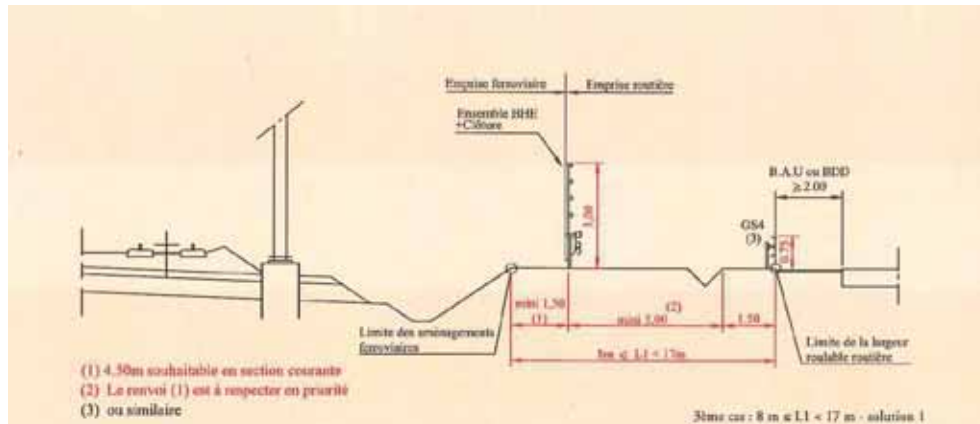 Emprise ferroviaire Emprise routière
Ensemble BHE
+Clôture
B.A.U ou BDD
≥ 2.00
GS4
(3)
3,00
0.75
mini 1,50
(1)
(2)
mini 5,00
1.50
Limite des aménagements
ferroviaires
8m ≤ L1 < 17m
Limite de la largeur
roulable routière
(1) 4.50m souhaitable en section courante
(2) Le renvoi (1) est à respecter en priorité
(3) ou similaire
3ème cas : 8 m ≤ L1 < 17 m - solution 1